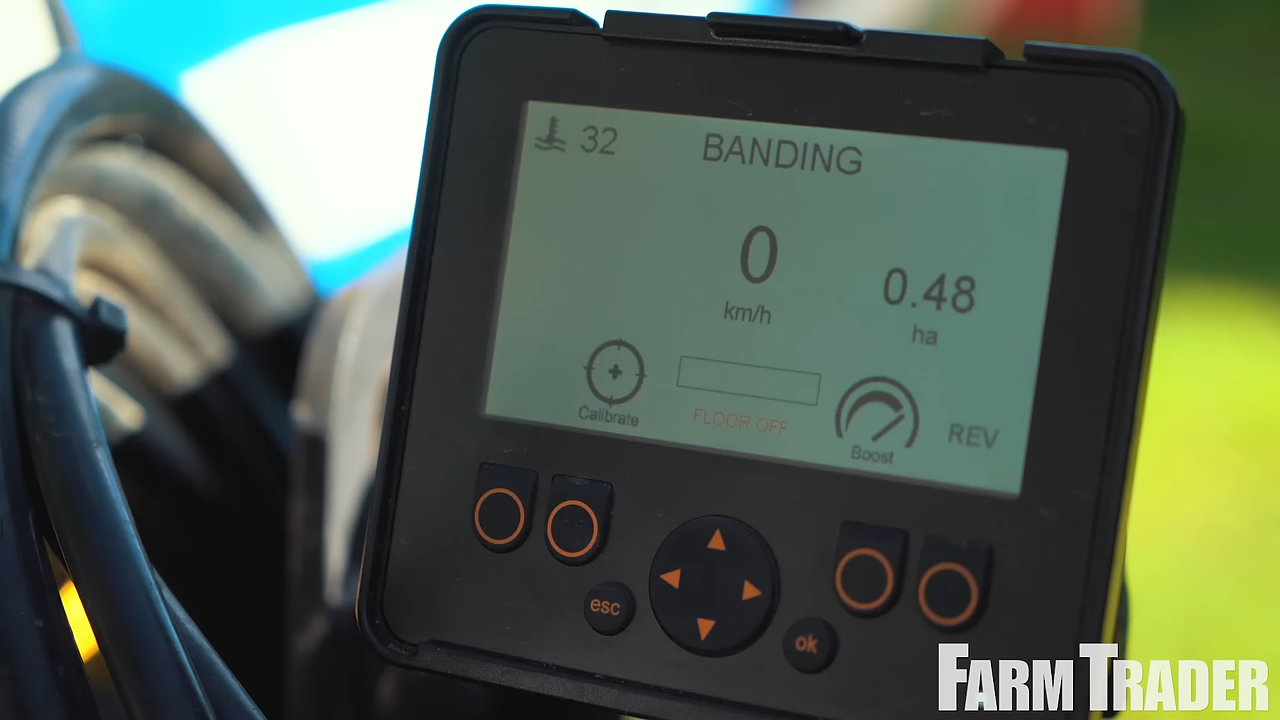 32
BANDING
0
km/h
0.48
ha
Calibrate
FLOOR OFF
Boost
REV
esc
ok
FARM TRADER